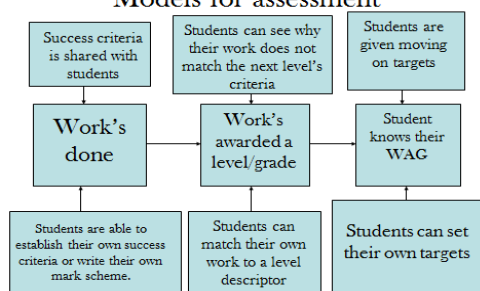 Models for assessment
Success criteria
is shared with
students
Students can see why
their work does not
match the next level's
criteria
Students are
given moving
on targets
Work's
done
Work's
awarded a
level/grade
Student
knows their
WAG
Students are able to
establish their own success
criteria or write their own
mark scheme.
Students can
match their own
work to a level
descriptor
Students can set
their own targets